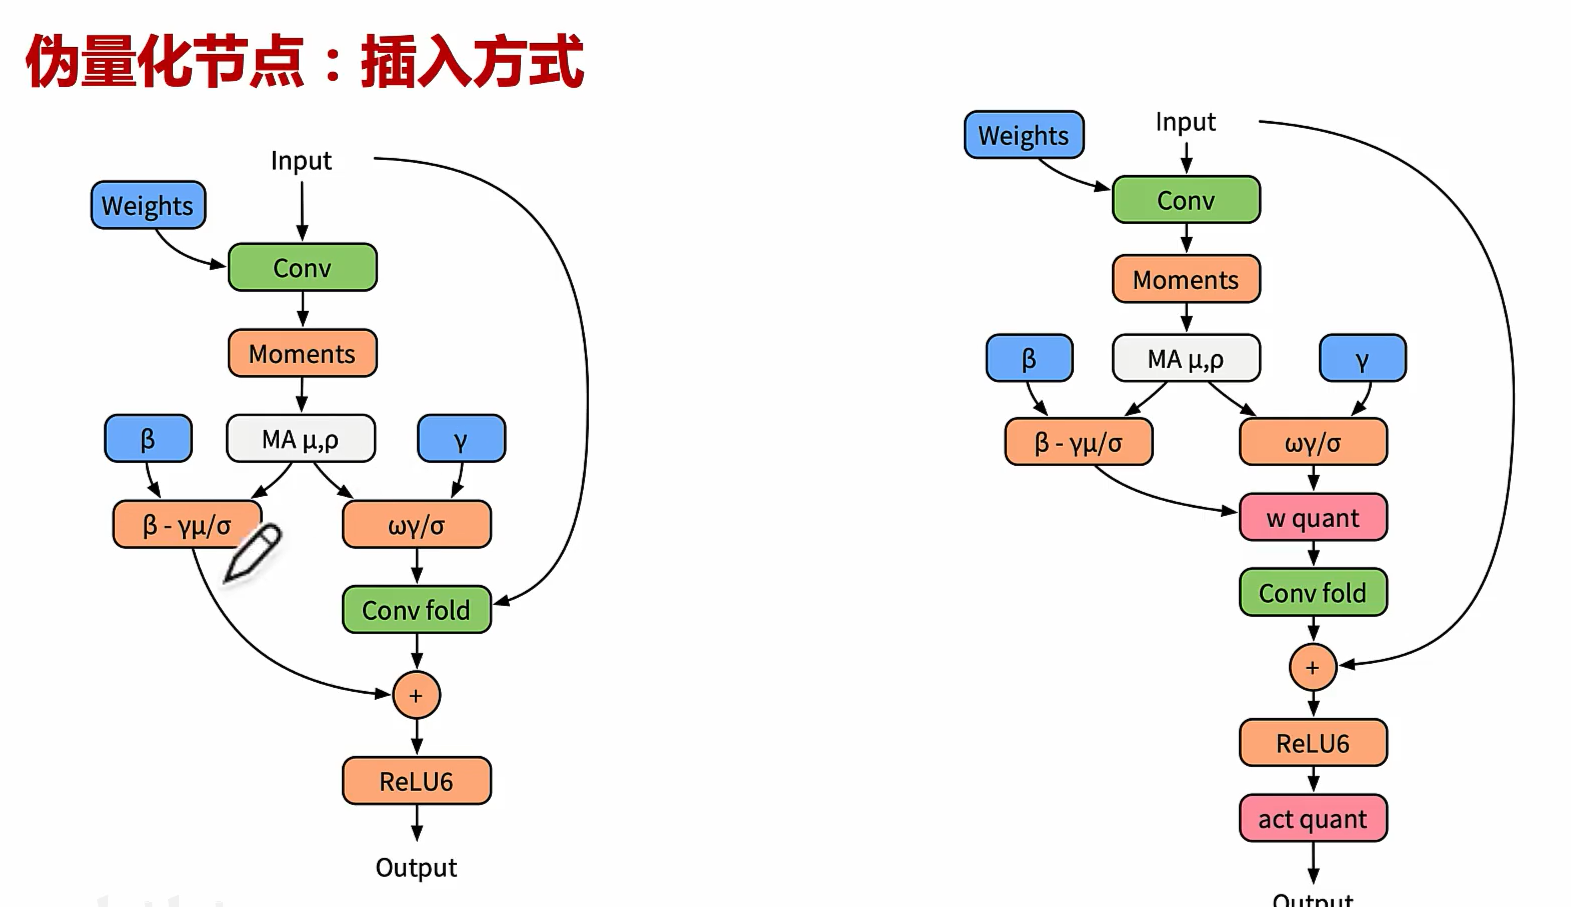 伪量化节点：插入方式
Input
Weights
Conv
Moments
β
MA μ,ρ
γ
β - γμ/σ
ωγ/σ
Conv fold
+
ReLU6
Output
Weights
Input
Conv
Moments
β
MA μ,ρ
γ
β - γμ/σ
ωγ/σ
w quant
Conv fold
+
ReLU6
act quant
Output